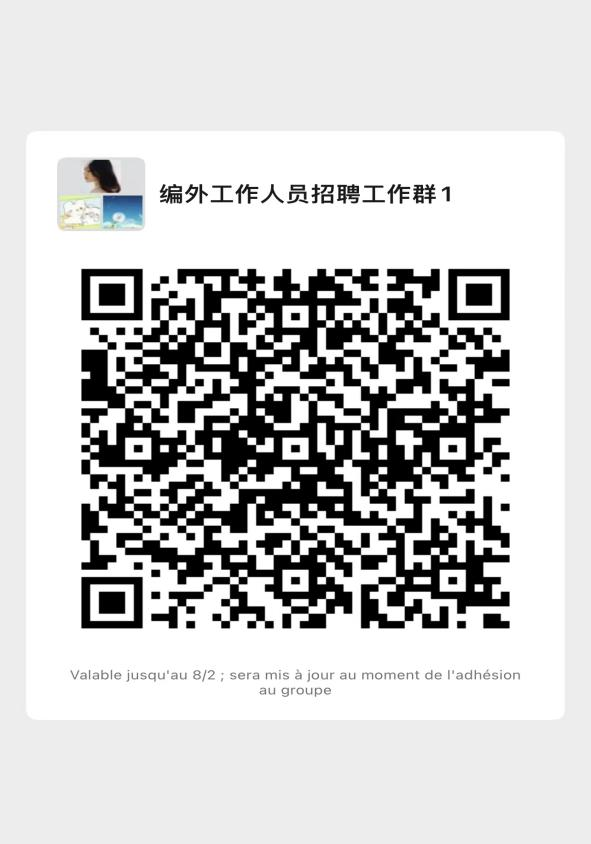 编外工作人员招聘工作群1
Valable jusqu'au 8/2 ; sera mis à jour au moment de l'adhésion
au groupe